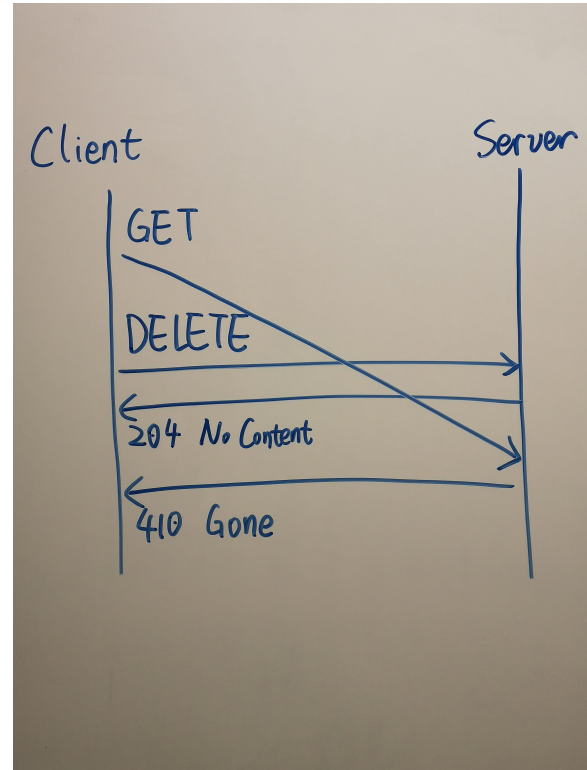 Client
Server
GET
DELETE
204 No Content
410 Gone